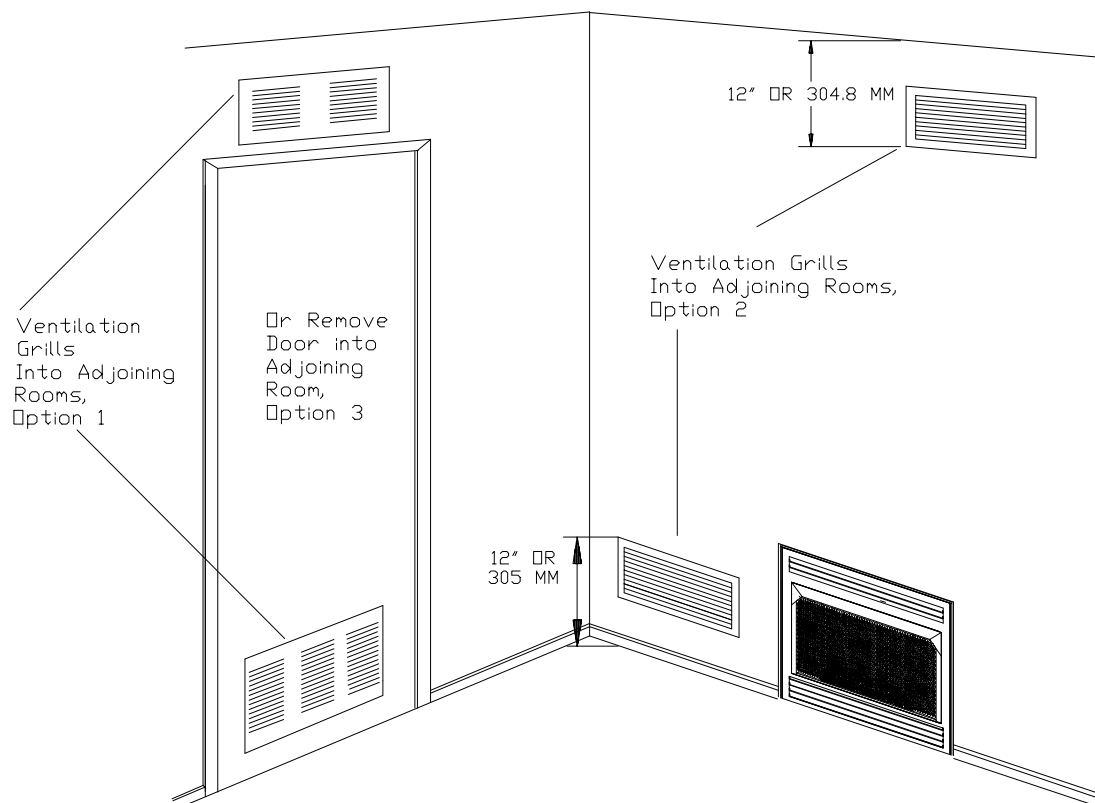 12" OR 304.8 MM
Ventilation Grills
Into Adjoining Rooms,
Option 2
Ventilation
Grills
Into Adjoining
Rooms,
Option 1
Or Remove
Door into
Adjoining
Room,
Option 3
12" OR
305 MM